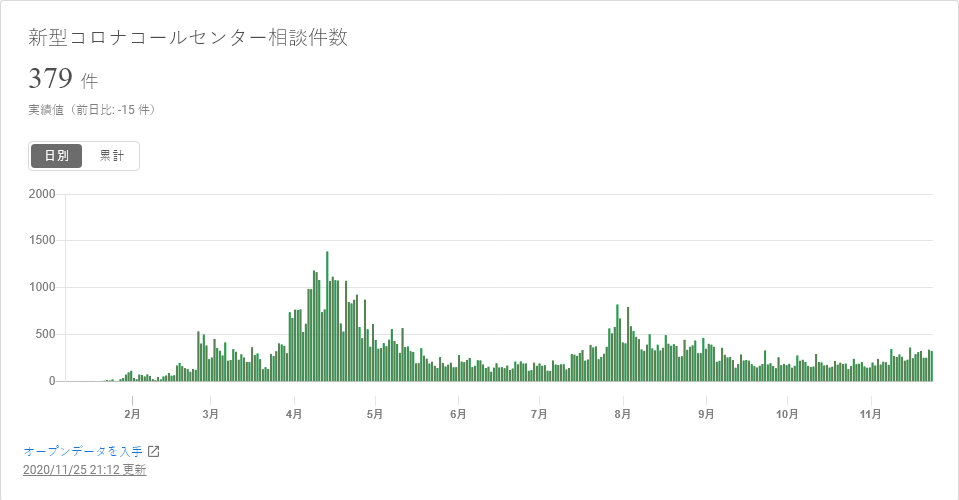 新型コロナコールセンター相談件数
379 件
実績値（前日比: -15 件）
日別 累計
2000
1500
1000
500
0
2月 3月 4月 5月 6月 7月 8月 9月 10月 11月
オープンデータを入手
2020/11/25 21:12 更新